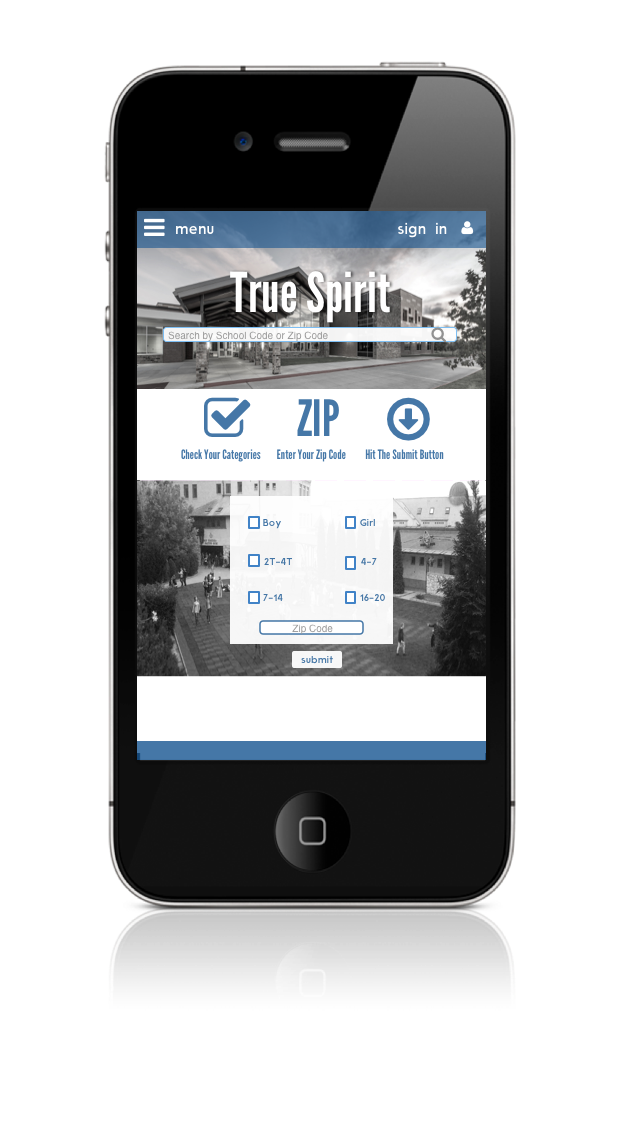 menu sign in
True Spirit
Search by School Code or Zip Code
ZIP
Check Your Categories Enter Your Zip Code Hit The Submit Button
Boy Girl
2T-4T 4-7
7-14 16-20
Zip Code
submit